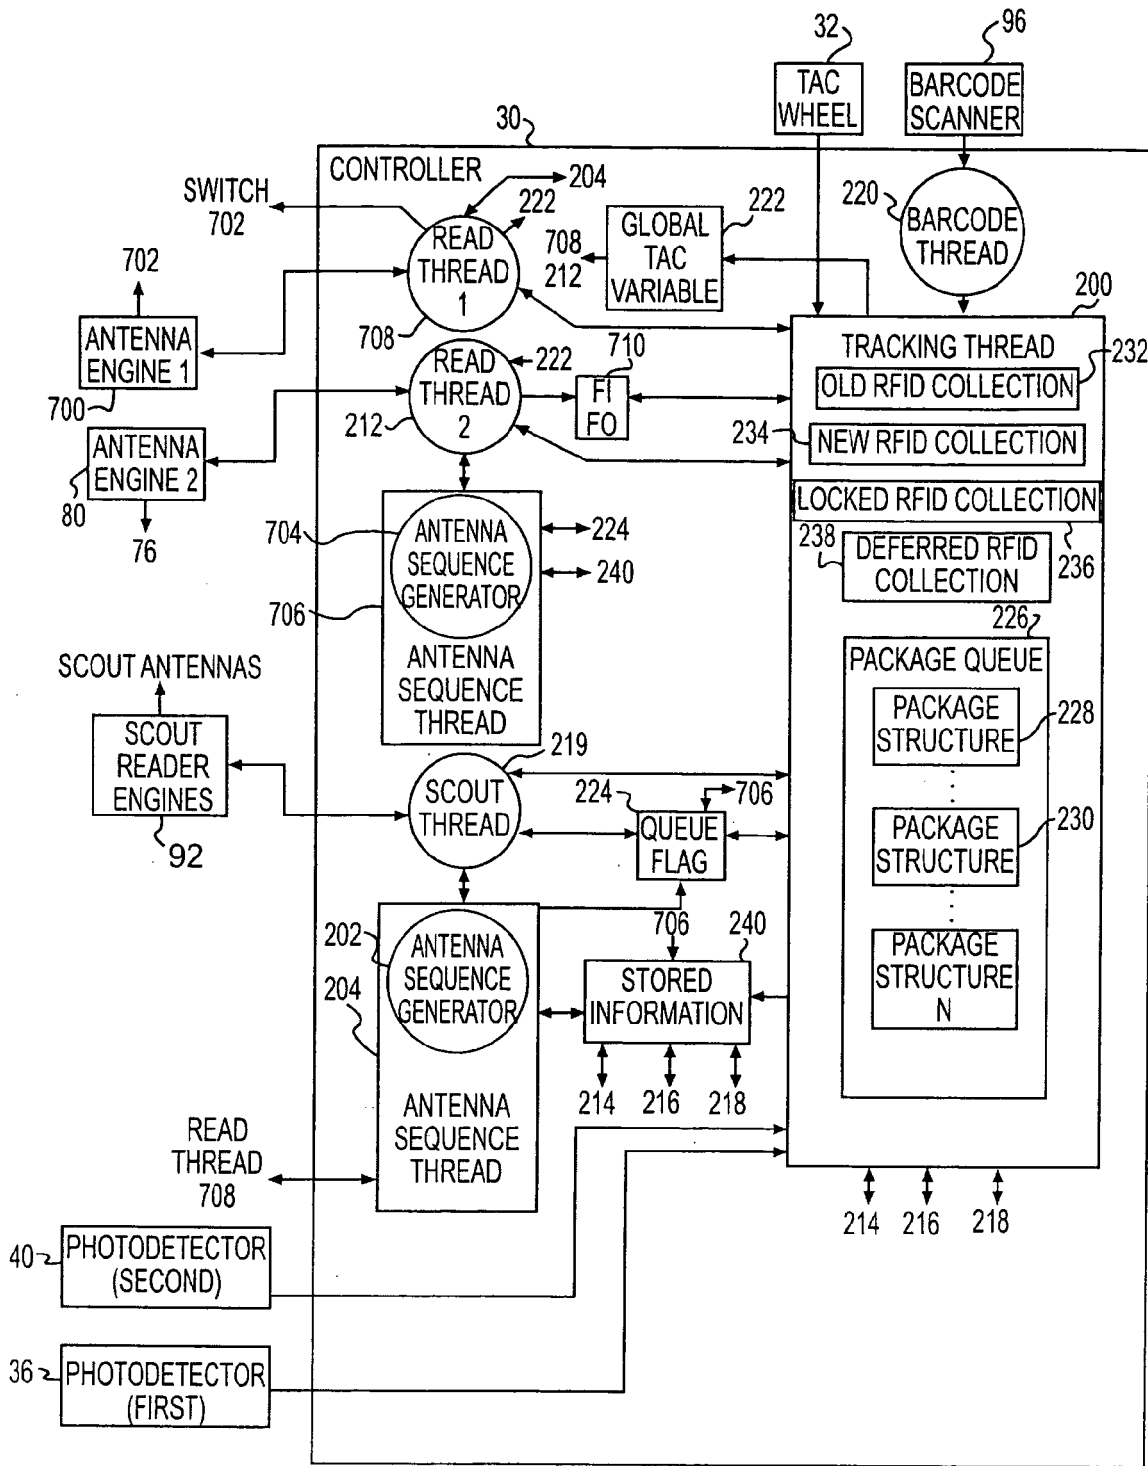 32
96
TAC
WHEEL
BARCODE
SCANNER
30
CONTROLLER
204
SWITCH
702
222
READ
THREAD
1
708
708
212
GLOBAL
TAC
VARIABLE
222
220
BARCODE
THREAD
702
ANTENNA
ENGINE 1
700
200
TRACKING THREAD
232
OLD RFID COLLECTION
234
NEW RFID COLLECTION
LOCKED RFID COLLECTION
236
238
DEFERRED RFID
COLLECTION
READ
THREAD
2
222
212
710
FI
FO
ANTENNA
ENGINE 2
80
76
704
ANTENNA
SEQUENCE
GENERATOR
224
240
706
ANTENNA
SEQUENCE
THREAD
226
PACKAGE QUEUE
PACKAGE
STRUCTURE
228
PACKAGE
STRUCTURE
230
PACKAGE
STRUCTURE
N
SCOUT ANTENNAS
SCOUT
READER
ENGINES
92
219
SCOUT
THREAD
224
706
QUEUE
FLAG
202
ANTENNA
SEQUENCE
GENERATOR
204
ANTENNA
SEQUENCE
THREAD
706
240
STORED
INFORMATION
214
216
218
READ
THREAD
708
214
216
218
40
PHOTODETECTOR
(SECOND)
36
PHOTODETECTOR
(FIRST)